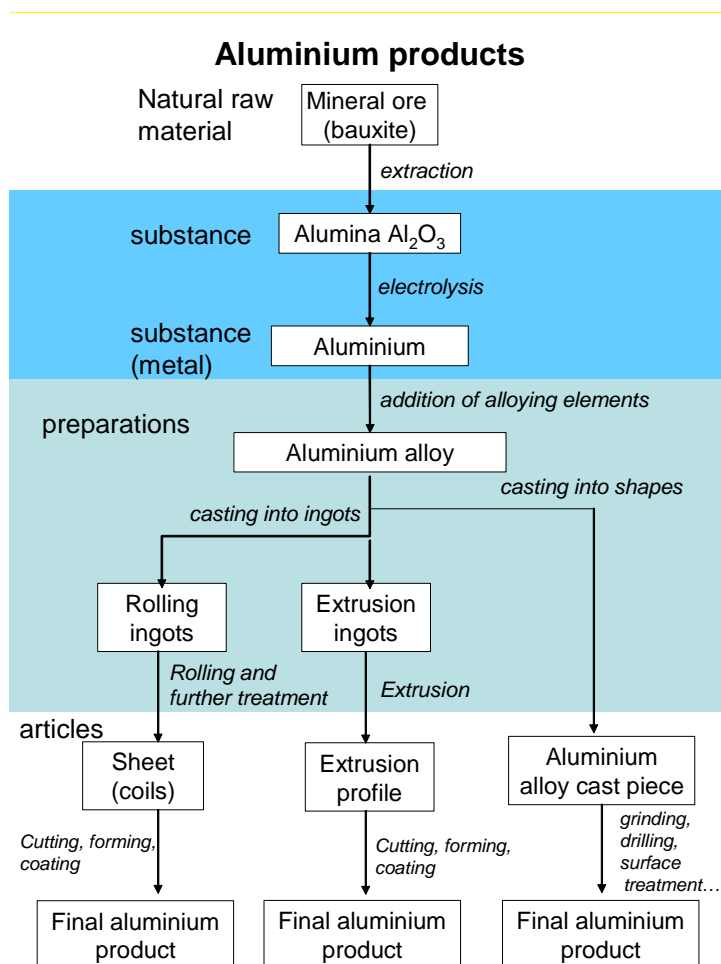 Aluminium products
Natural raw
material
Mineral ore
(bauxite)
extraction
substance
Alumina Al₂O₃
electrolysis
substance
(metal)
Aluminium
addition of alloying elements
preparations
Aluminium alloy
casting into shapes
casting into ingots
Rolling
ingots
Extrusion
ingots
Rolling and
further treatment
Extrusion
articles
Sheet
(coils)
Extrusion
profile
Aluminium
alloy cast piece
Cutting, forming,
coating
Cutting, forming,
coating
grinding,
drilling,
surface
treatment…
Final aluminium
product
Final aluminium
product
Final aluminium
product